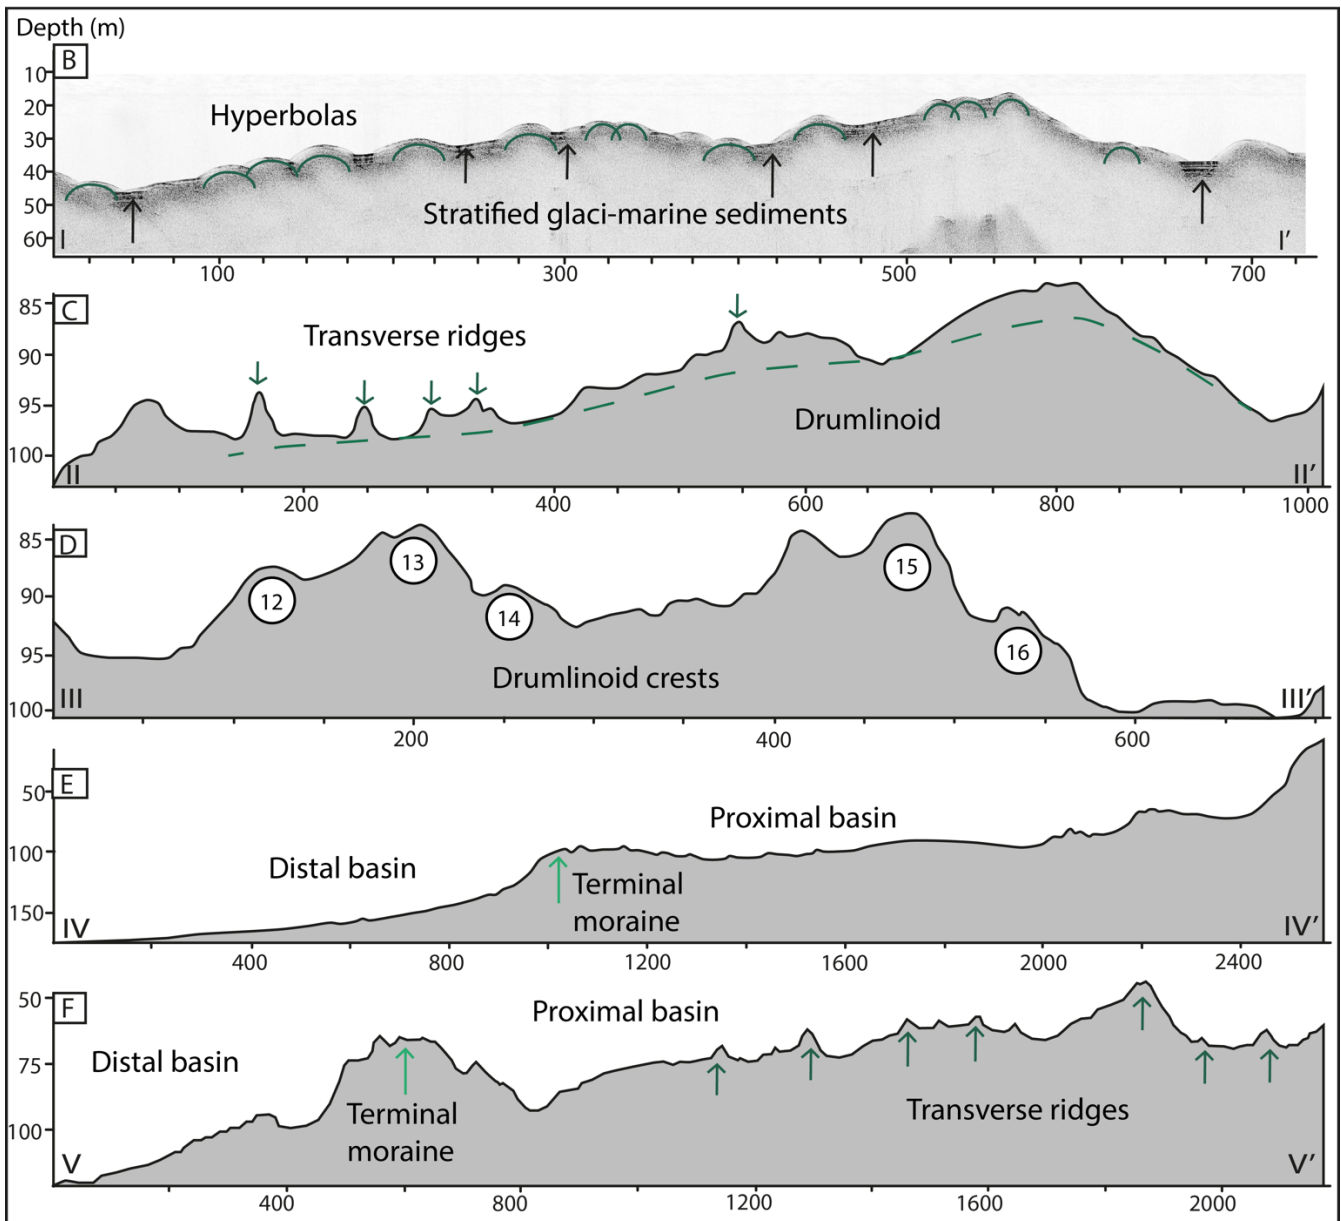 Depth (m)
B
10
20
30
40
50
60
Hyperbolas
Stratified glaci-marine sediments
I
I′
100
300
500
700
C
85
90
95
100
Transverse ridges
Drumlinoid
II
II′
200
400
600
800
1000
D
85
90
95
100
12
13
14
15
16
Drumlinoid crests
III
III′
200
400
600
E
50
100
150
Distal basin
Proximal basin
Terminal
moraine
IV
IV′
400
800
1200
1600
2000
2400
F
50
75
100
Distal basin
Proximal basin
Terminal
moraine
Transverse ridges
V
V′
400
800
1200
1600
2000